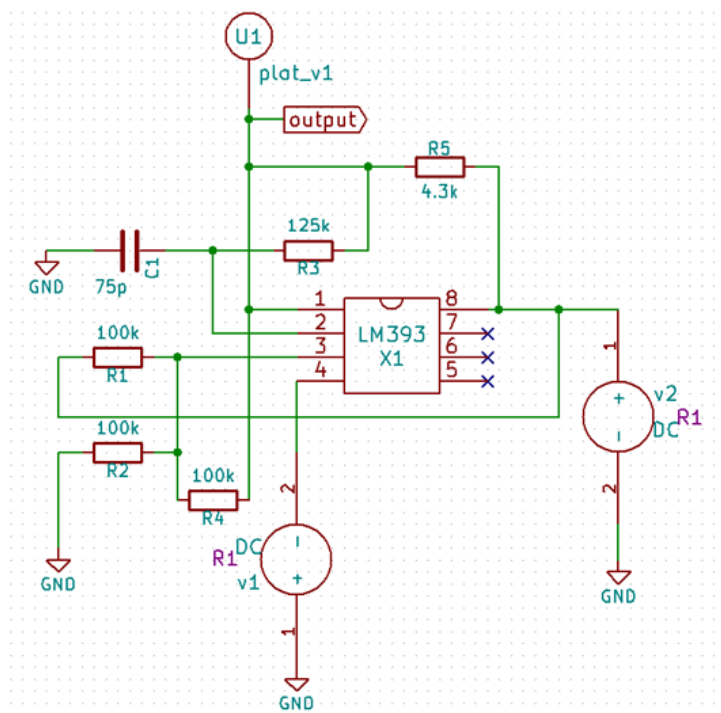 U1
plat_v1
output
R5
4.3k
125k
R3
C1
75p
GND
1
2
3
4
LM393
X1
8
7
6
5
100k
R1
100k
R2
100k
R4
GND
2
DC
R1
v1
1
GND
1
v2
DC
R1
2
GND